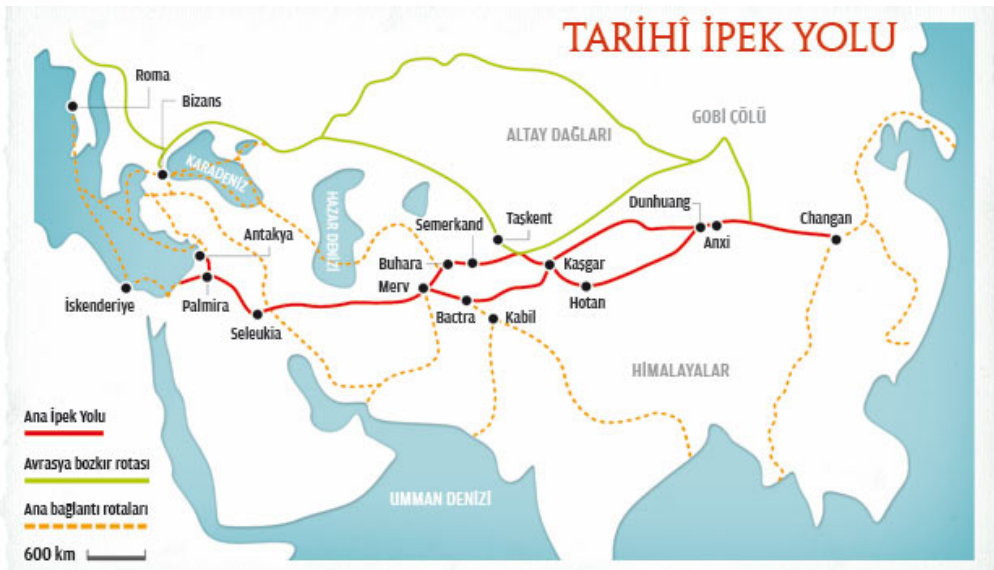 TARİHÎ İPEK YOLU
Roma
Bizans
KARADENİZ
ALTAY DAĞLARI
GOBİ ÇÖLÜ
HAZAR DENİZİ
Antakya
Semerkand
Taşkent
Dunhuang
Anxi
Changan
Buhara
Merv
Kaşgar
Hotan
İskenderiye
Palmira
Seleukia
Bactra
Kabil
HİMALAYALAR
Ana İpek Yolu
Avrasya bozkır rotası
Ana bağlantı rotaları
600 km
UMMAN DENİZİ